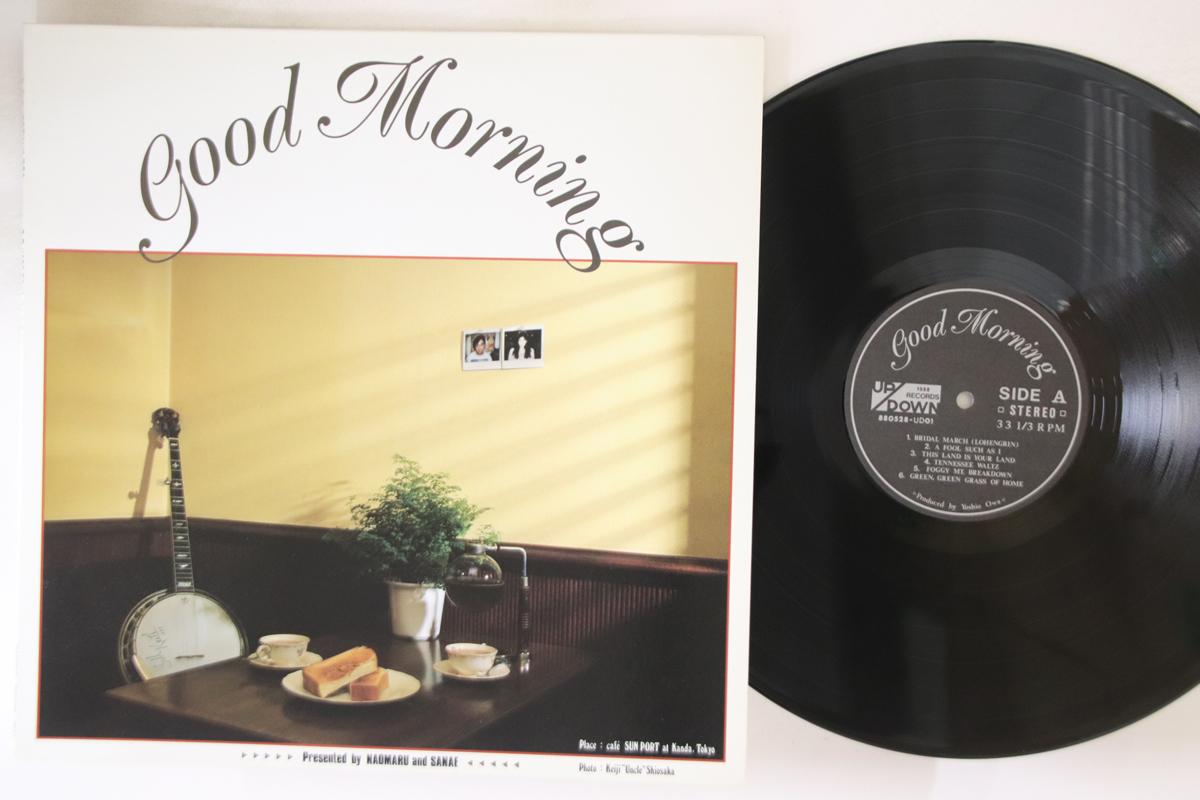 Good Morning
Place : café SUN PORT at Kanda. Tokyo
▶ ▶ ▶ ▶ ▶ Presented by NAOMARU and SANAE ◀ ◀ ◀ ◀ ◀
Photo : Keiji "Uncle" Shiosaka
Good Morning
UP DOWN
1988
RECORDS
880528-UD01
SIDE A
□ STEREO □
33 1/3 RPM
1. BRIDAL MARCH (LOHENGRIN)
2. A FOOL SUCH AS I
3. THIS LAND IS YOUR LAND
4. TENNESSEE WALTZ
5. FOGGY MT. BREAKDOWN
6. GREEN, GREEN GRASS OF HOME
Produced by Yoshio Owa